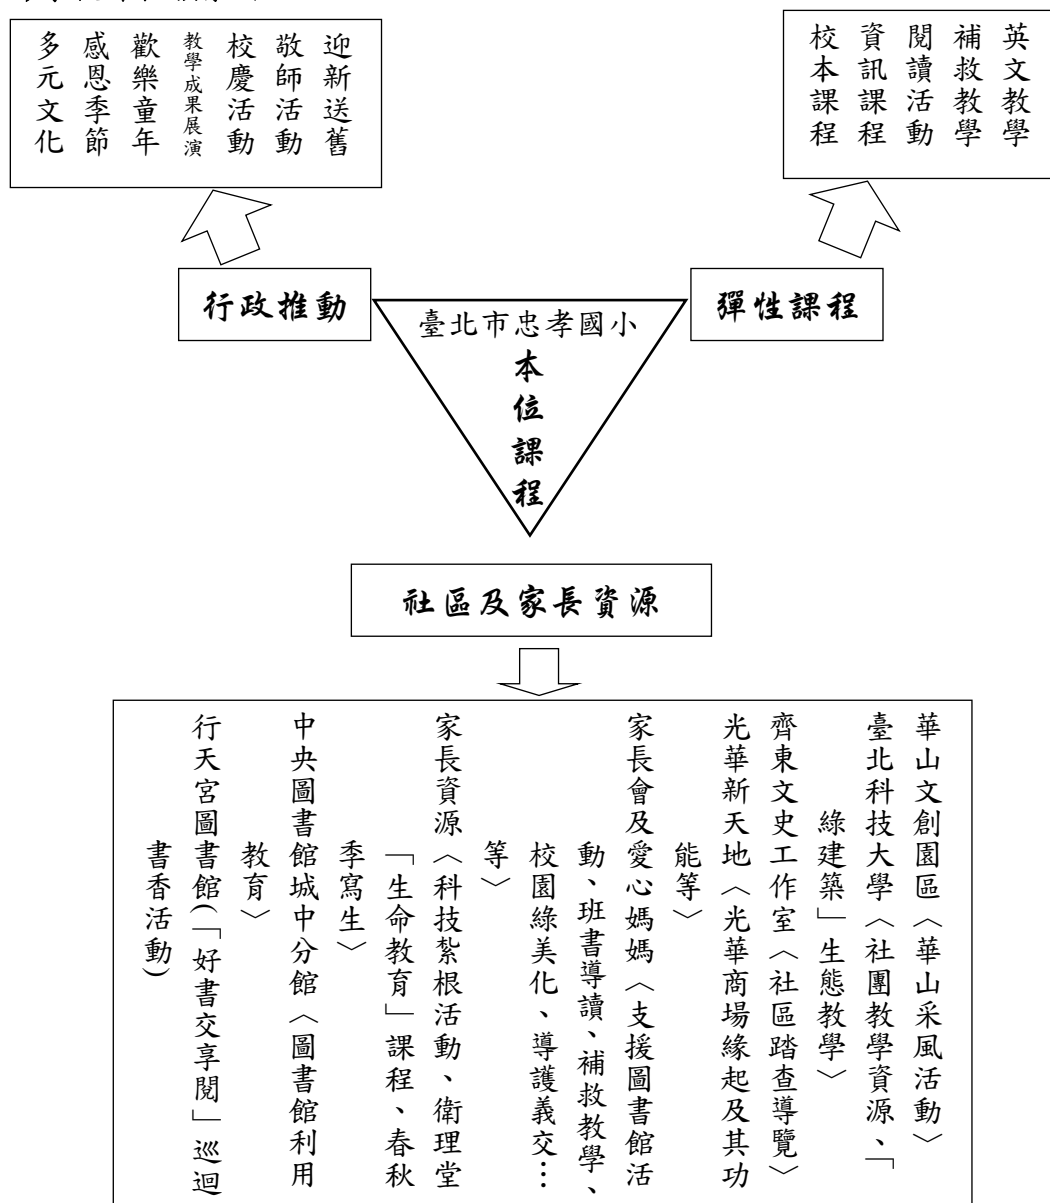 迎新送舊
敬師活動
校慶活動
教學成果展演
歡樂童年
感恩季節
多元文化
英文教學
補救教學
閱讀活動
資訊課程
校本課程
行政推動
彈性課程
臺北市忠孝國小
本位課程
社區及家長資源
華山文創園區〈華山采風活動〉
臺北科技大學〈社團教學資源、「
綠建築」生態教學〉
齊東文史工作室〈社區踏查導覽〉
光華新天地〈光華商場緣起及其功
能等〉
家長會及愛心媽媽〈支援圖書館活
動、班書導讀、補救教學、
校園綠美化、導護義交…
等〉
家長資源〈科技紮根活動、衛理堂
「生命教育」課程、春秋
季寫生〉
中央圖書館城中分館〈圖書館利用
教育〉
行天宮圖書館(「好書交享閱」巡迴
書香活動)